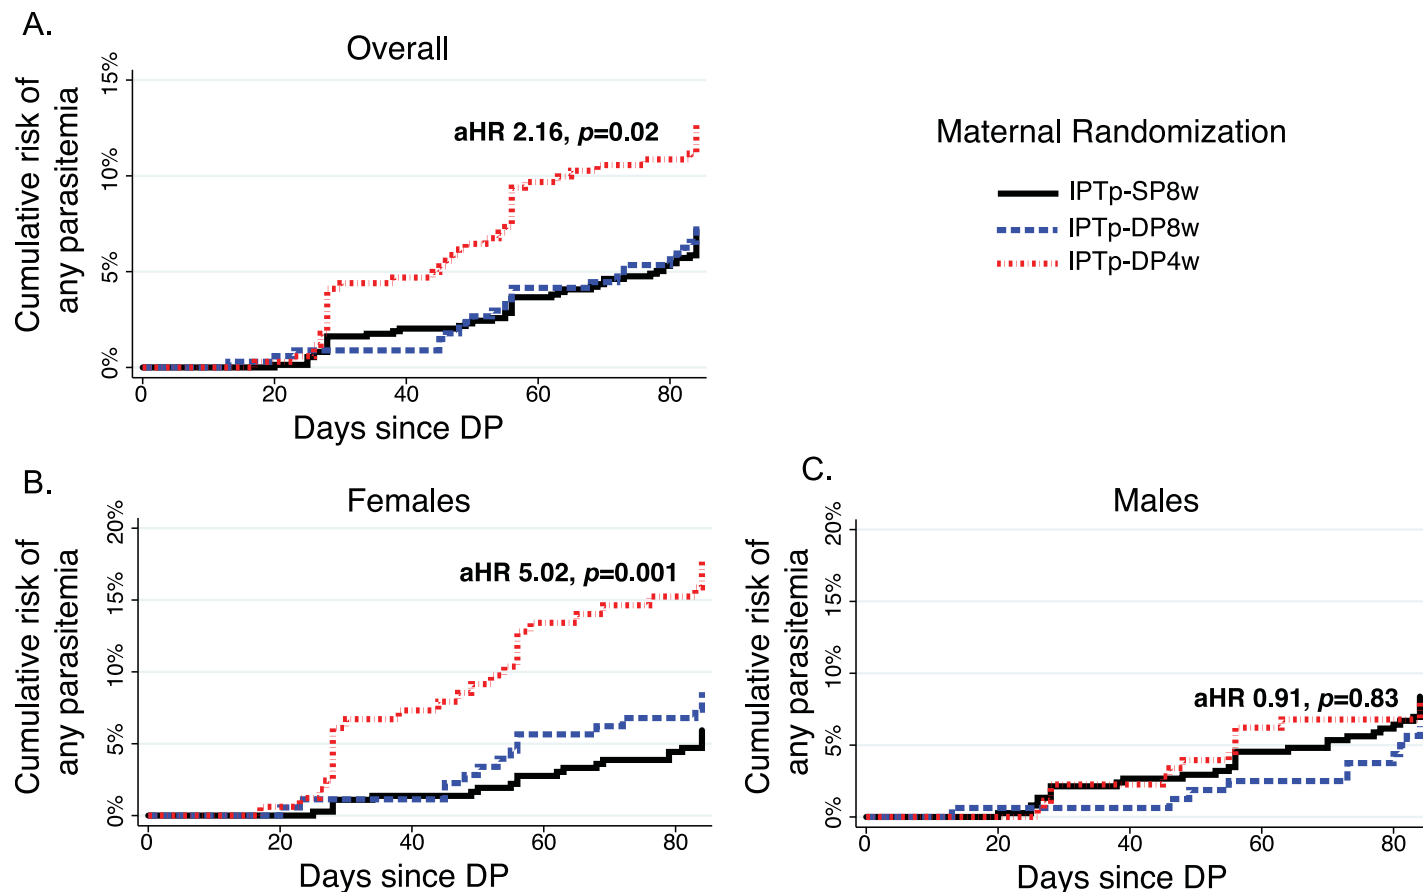 A.
Overall
Cumulative risk of
any parasitemia
15%
10%
5%
0%
aHR 2.16, p=0.02
0 20 40 60 80
Days since DP
Maternal Randomization
IPTp-SP8w
IPTp-DP8w
IPTp-DP4w
B.
Females
Cumulative risk of
any parasitemia
20%
15%
10%
5%
0%
aHR 5.02, p=0.001
0 20 40 60 80
Days since DP
C.
Males
Cumulative risk of
any parasitemia
20%
15%
10%
5%
0%
aHR 0.91, p=0.83
0 20 40 60 80
Days since DP